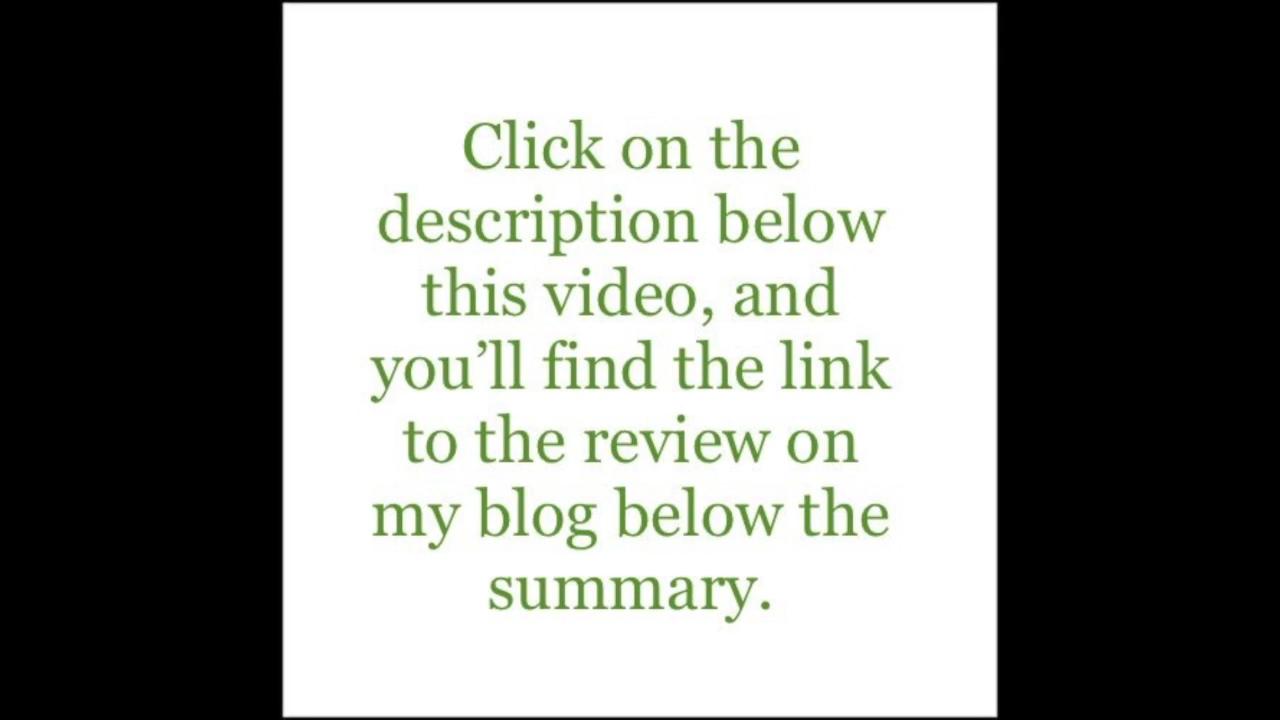 Click on the
description below
this video, and
you’ll find the link
to the review on
my blog below the
summary.